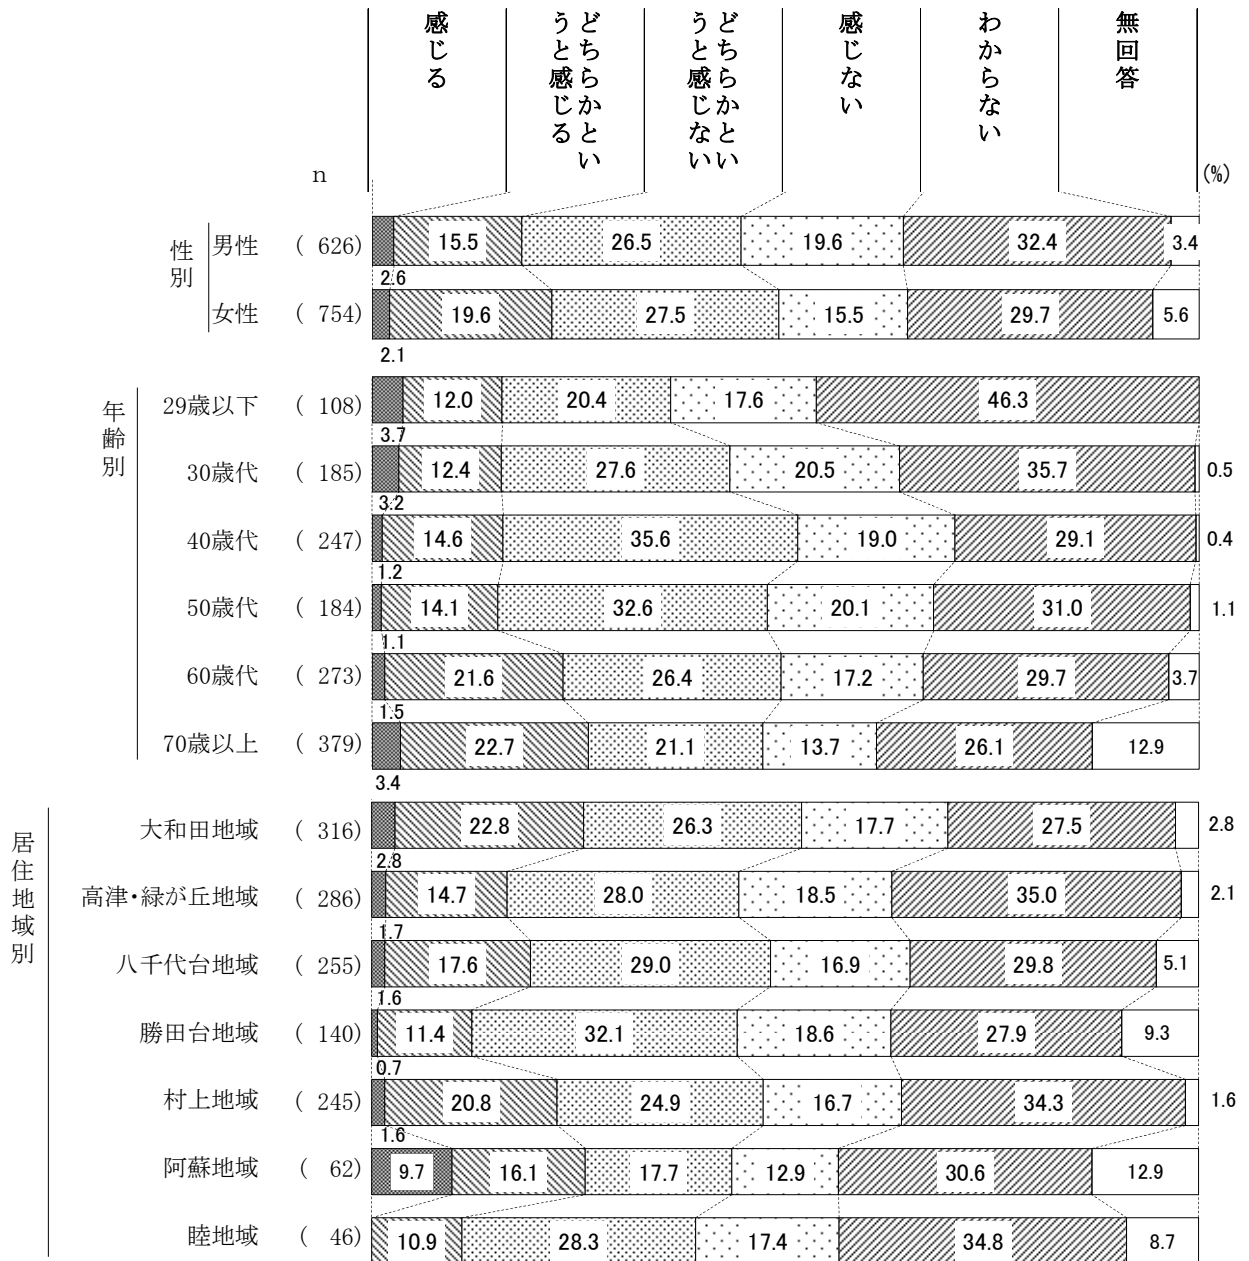 感じる
どちらかというと感じる
どちらかというと感じない
感じない
わからない
無回答
n
(%)
性別
男性 ( 626) 15.5 26.5 19.6 32.4 3.4
2.6
女性 ( 754) 19.6 27.5 15.5 29.7 5.6
2.1
年齢別
29歳以下 ( 108) 12.0 20.4 17.6 46.3
3.7
30歳代 ( 185) 12.4 27.6 20.5 35.7 0.5
3.2
40歳代 ( 247) 14.6 35.6 19.0 29.1 0.4
1.2
50歳代 ( 184) 14.1 32.6 20.1 31.0 1.1
1.1
60歳代 ( 273) 21.6 26.4 17.2 29.7 3.7
1.5
70歳以上 ( 379) 22.7 21.1 13.7 26.1 12.9
3.4
居住地域別
大和田地域 ( 316) 22.8 26.3 17.7 27.5 2.8
2.8
高津・緑が丘地域 ( 286) 14.7 28.0 18.5 35.0 2.1
1.7
八千代台地域 ( 255) 17.6 29.0 16.9 29.8 5.1
1.6
勝田台地域 ( 140) 11.4 32.1 18.6 27.9 9.3
0.7
村上地域 ( 245) 20.8 24.9 16.7 34.3 1.6
1.6
阿蘇地域 ( 62) 9.7 16.1 17.7 12.9 30.6 12.9
睦地域 ( 46) 10.9 28.3 17.4 34.8 8.7